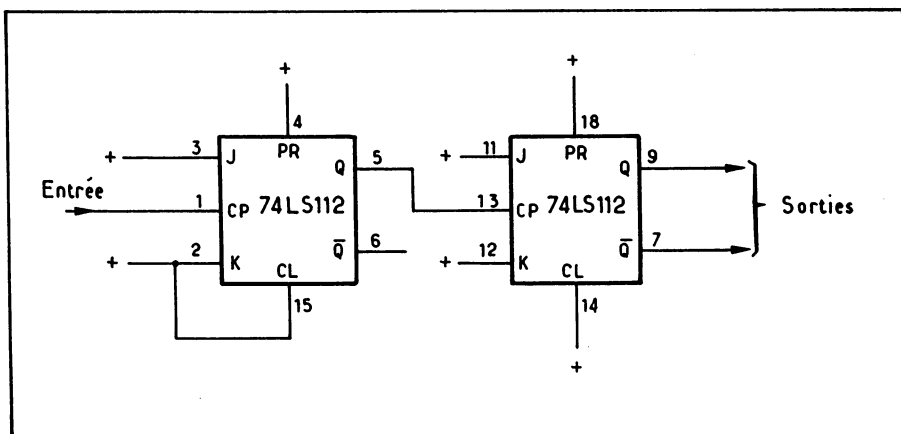 + +
4 18
+ 3 J PR Q 5 + 11 J PR Q 9
Entrée 1 CP 74LS112 13 CP 74LS112 Sorties
+ 2 K CL Q̅ 6 + 12 K CL Q̅ 7
15 14
+